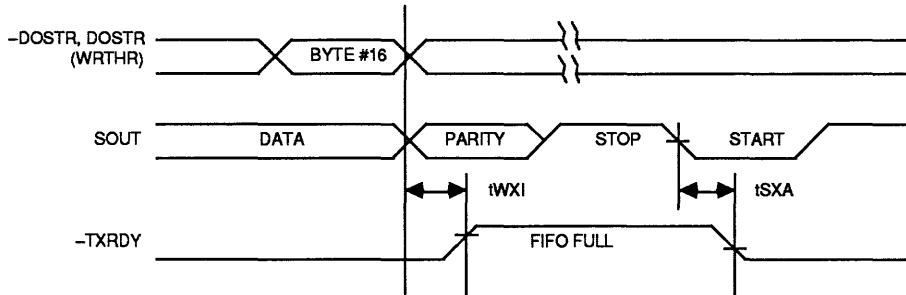 –DOSTR, DOSTR
(WRTHR)
BYTE #16
SOUT
DATA
PARITY
STOP
START
tWXI
tSXA
–TXRDY
FIFO FULL